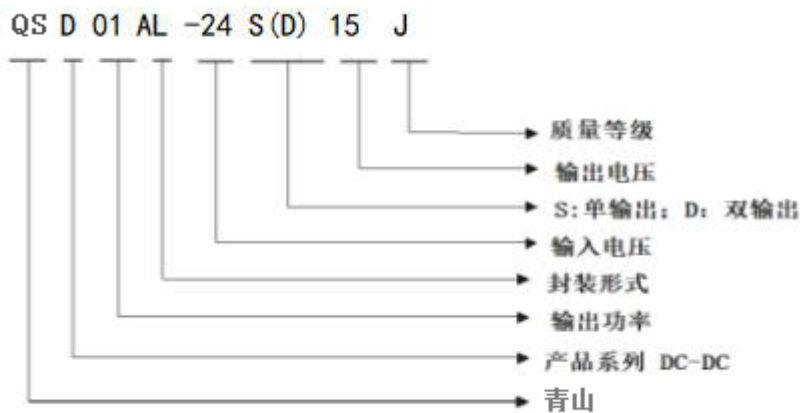 QS D 01 AL -24 S(D) 15 J
质量等级
输出电压
S:单输出; D: 双输出
输入电压
封装形式
输出功率
产品系列 DC-DC
青山